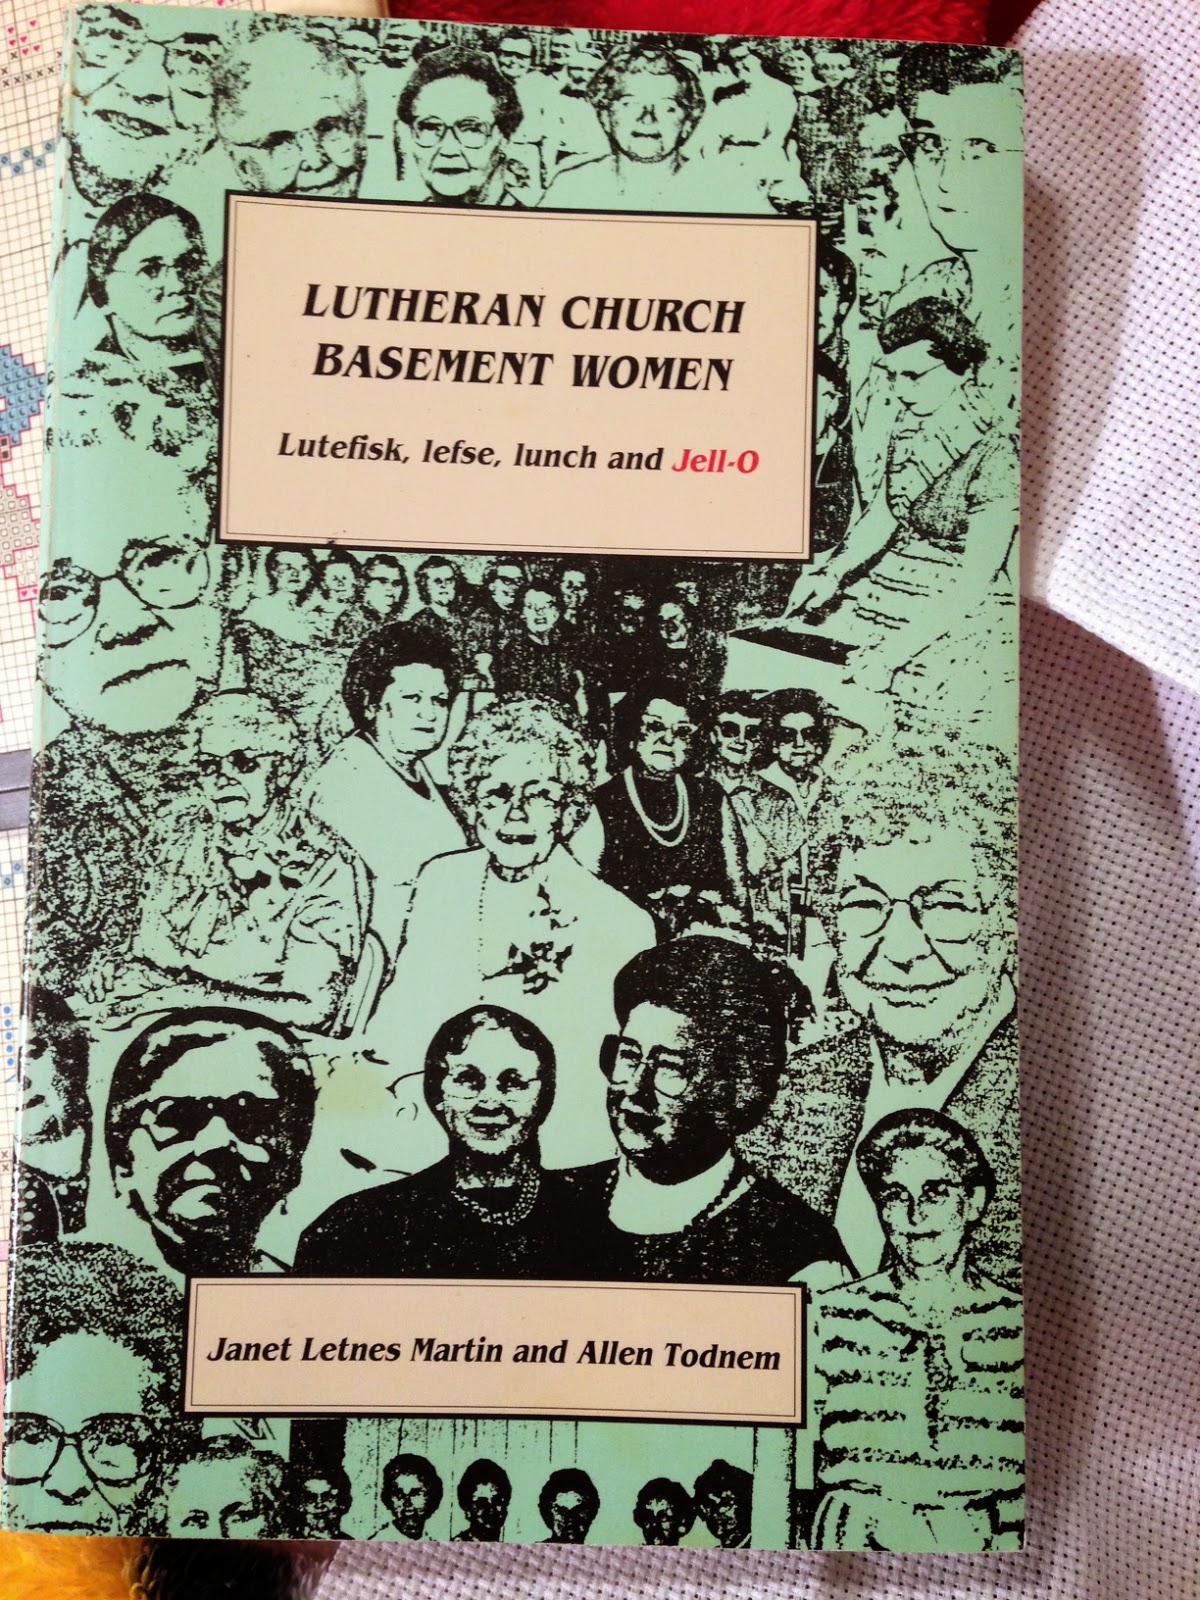 LUTHERAN CHURCH
BASEMENT WOMEN
Lutefisk, lefse, lunch and Jell-O
Janet Letnes Martin and Allen Todnem